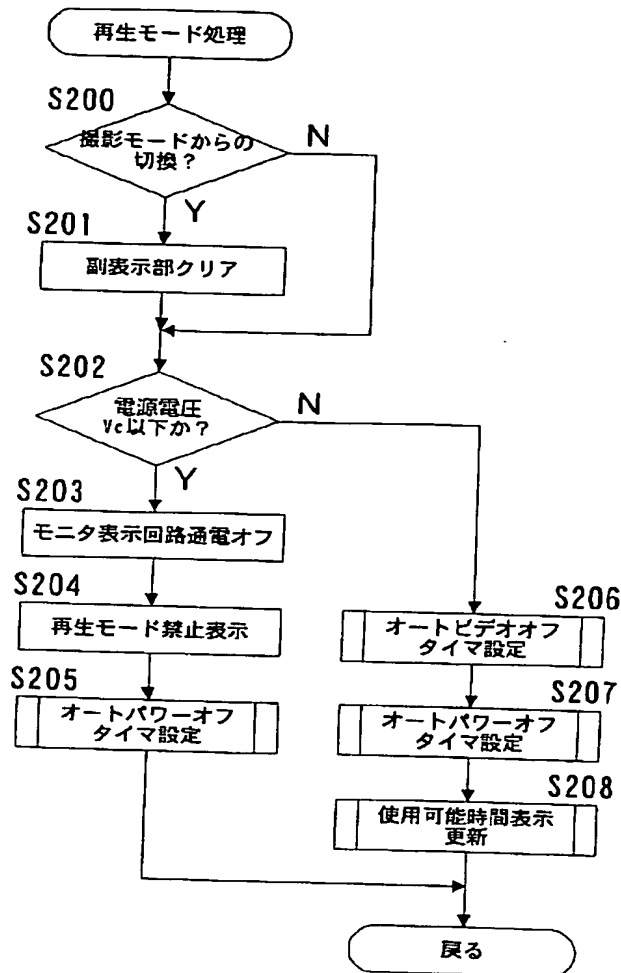 再生モード処理
S200
撮影モードからの
切換？
N
Y
S201
副表示部クリア
S202
電源電圧
Vc以下か？
N
Y
S203
モニタ表示回路通電オフ
S204
再生モード禁止表示
S205
オートパワーオフ
タイマ設定
S206
オートビデオオフ
タイマ設定
S207
オートパワーオフ
タイマ設定
S208
使用可能時間表示
更新
戻る